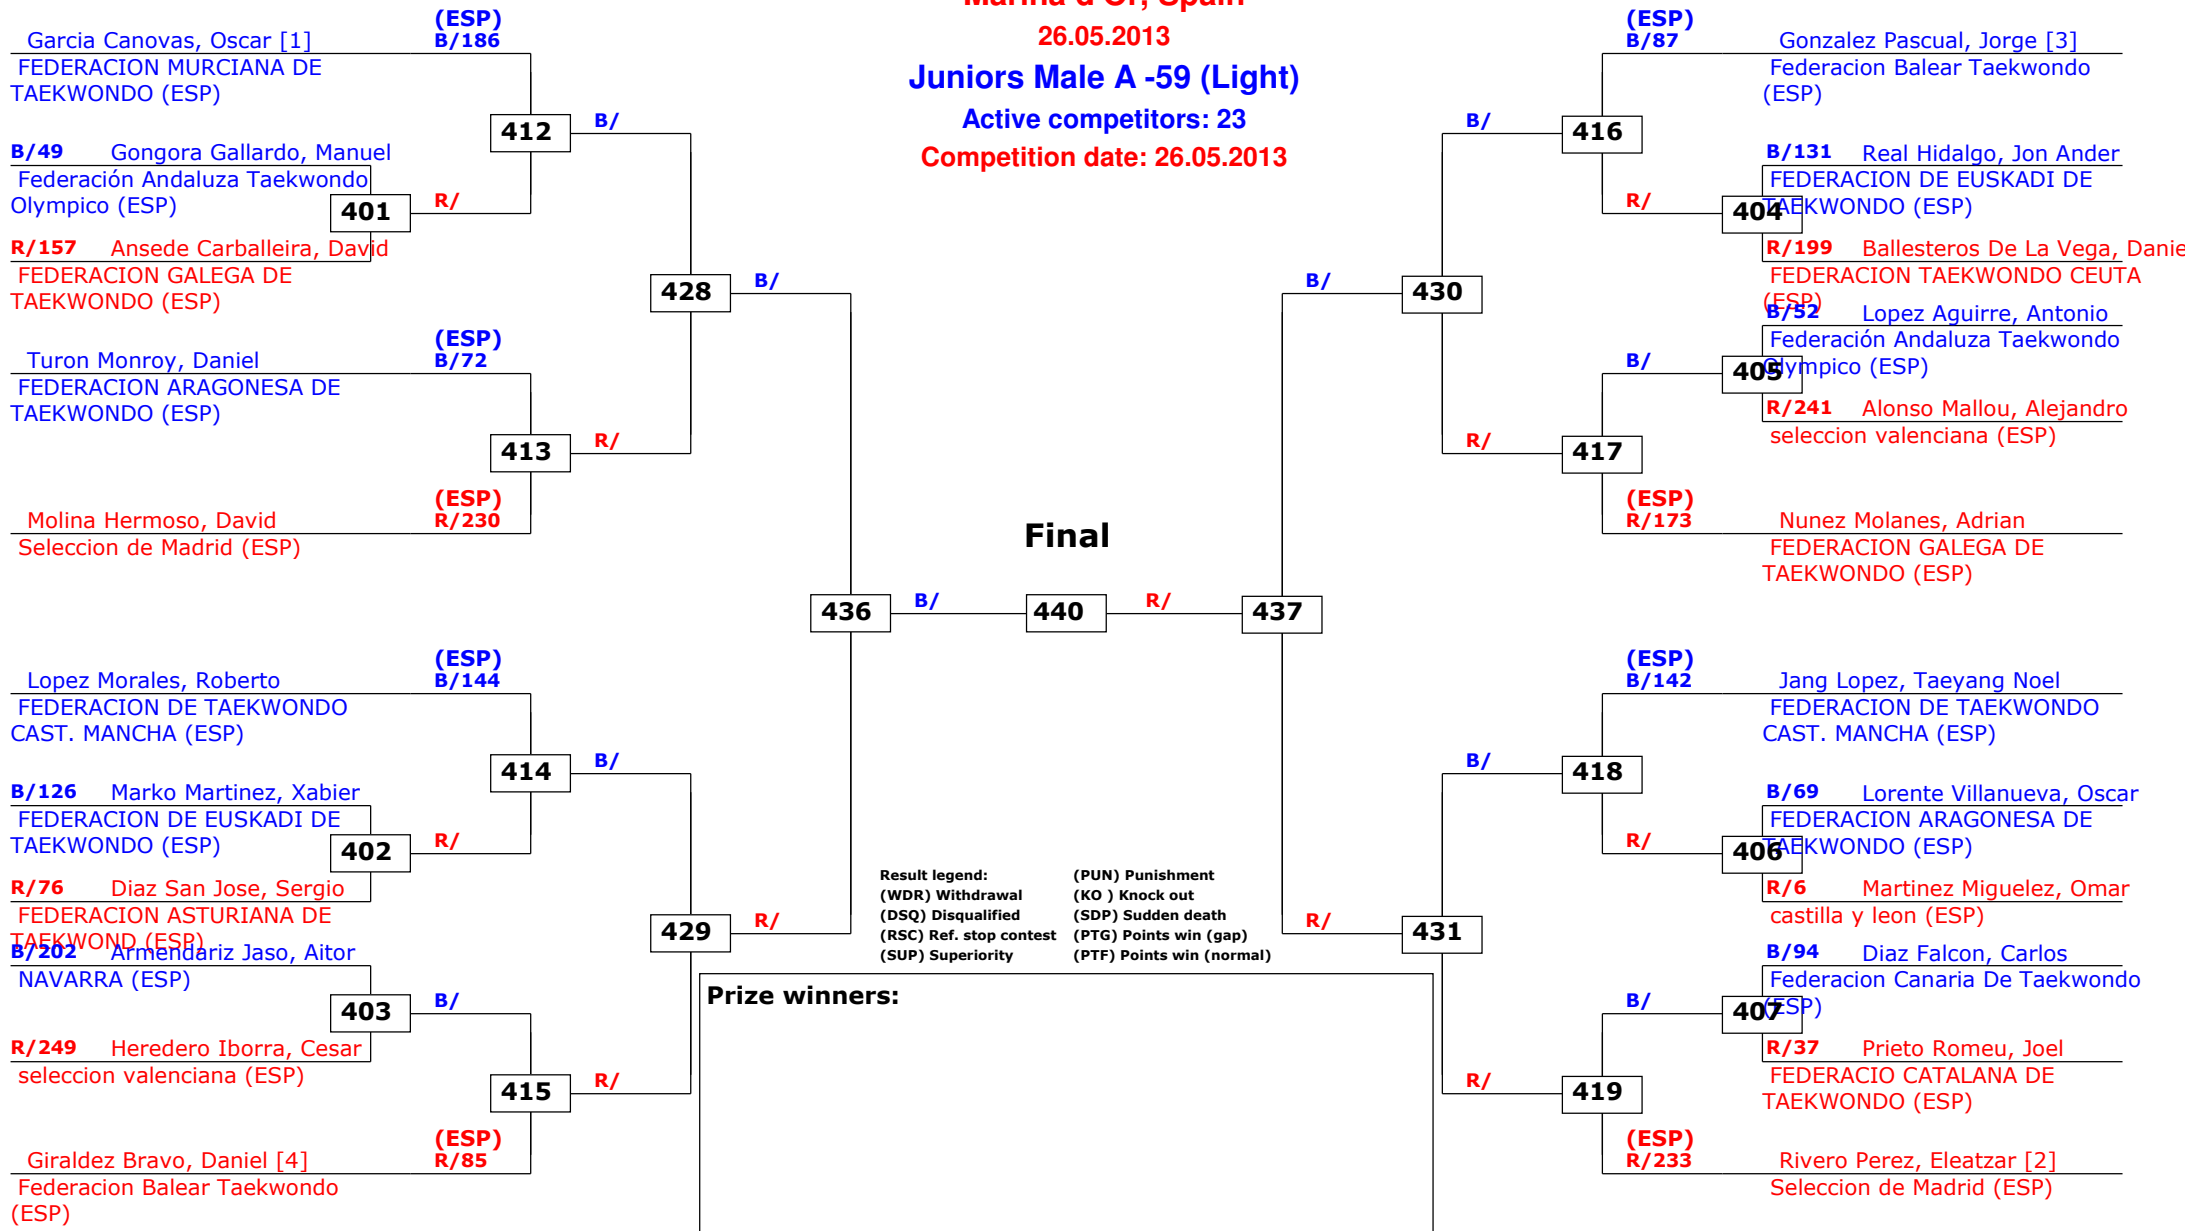 Marina d'Or, Spain
26.05.2013
Juniors Male A -59 (Light)
Active competitors: 23
Competition date: 26.05.2013
(ESP)
Garcia Canovas, Oscar [1] B/186
FEDERACION MURCIANA DE
TAEKWONDO (ESP)
412
B/
B/49 Gongora Gallardo, Manuel
Federación Andaluza Taekwondo
Olympico (ESP)
401
R/
R/157 Ansede Carballeira, David
FEDERACION GALEGA DE
TAEKWONDO (ESP)
428
B/
(ESP)
Turon Monroy, Daniel B/72
FEDERACION ARAGONESA DE
TAEKWONDO (ESP)
413
R/
(ESP)
Molina Hermoso, David R/230
Seleccion de Madrid (ESP)
436
B/
(ESP)
Lopez Morales, Roberto B/144
FEDERACION DE TAEKWONDO
CAST. MANCHA (ESP)
414
B/
B/126 Marko Martinez, Xabier
FEDERACION DE EUSKADI DE
TAEKWONDO (ESP)
402
R/
R/76 Diaz San Jose, Sergio
FEDERACION ASTURIANA DE
TAEKWOND (ESP)
429
R/
B/202 Armendariz Jaso, Aitor
NAVARRA (ESP)
403
B/
R/249 Heredero Iborra, Cesar
seleccion valenciana (ESP)
415
R/
(ESP)
Giraldez Bravo, Daniel [4] R/85
Federacion Balear Taekwondo
(ESP)
Final
440
R/
437
(ESP)
B/87 Gonzalez Pascual, Jorge [3]
Federacion Balear Taekwondo
(ESP)
B/
416
B/131 Real Hidalgo, Jon Ander
FEDERACION DE EUSKADI DE
TAEKWONDO (ESP)
R/
404
R/199 Ballesteros De La Vega, Danie
FEDERACION TAEKWONDO CEUTA
(ESP)
B/
430
B/52 Lopez Aguirre, Antonio
Federación Andaluza Taekwondo
Olympico (ESP)
B/
405
R/241 Alonso Mallou, Alejandro
seleccion valenciana (ESP)
R/
417
(ESP)
R/173 Nunez Molanes, Adrian
FEDERACION GALEGA DE
TAEKWONDO (ESP)
(ESP)
B/142 Jang Lopez, Taeyang Noel
FEDERACION DE TAEKWONDO
CAST. MANCHA (ESP)
B/
418
B/69 Lorente Villanueva, Oscar
FEDERACION ARAGONESA DE
TAEKWONDO (ESP)
R/
406
R/6 Martinez Miguelez, Omar
castilla y leon (ESP)
R/
431
B/94 Diaz Falcon, Carlos
Federacion Canaria De Taekwondo
(ESP)
B/
407
R/37 Prieto Romeu, Joel
FEDERACIO CATALANA DE
TAEKWONDO (ESP)
R/
419
(ESP)
R/233 Rivero Perez, Eleatzar [2]
Seleccion de Madrid (ESP)
Result legend: (PUN) Punishment
(WDR) Withdrawal (KO ) Knock out
(DSQ) Disqualified (SDP) Sudden death
(RSC) Ref. stop contest (PTG) Points win (gap)
(SUP) Superiority (PTF) Points win (normal)
Prize winners: